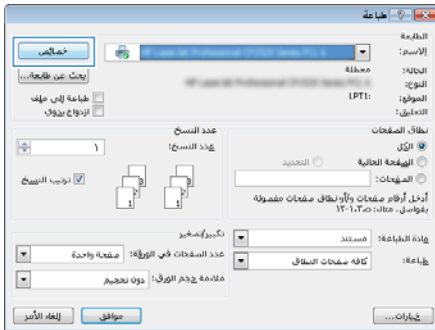 طباعة
الطابعة
الاسم:
خصائص
الحالة: معطلة
بحث عن طابعة...
النوع:
الموقع: LPT1:
طباعة إلى ملف
التعليق:
ازدواج يدوي
نطاق الصفحات
الكل
الصفحة الحالية
التحديد
الصفحات:
أدخل أرقام صفحات و/أو نطاق صفحات مفصولة
بفواصل. مثال: ١،٣،٥-١٢
عدد النسخ
عدد النسخ: ١
ترتيب النسخ
مادة الطباعة: مستند
طباعة: كافة صفحات النطاق
تكبير/تصغير
عدد الصفحات في الورقة: صفحة واحدة
ملاءمة حجم الورق: دون تحجيم
خيارات...
موافق
إلغاء الأمر